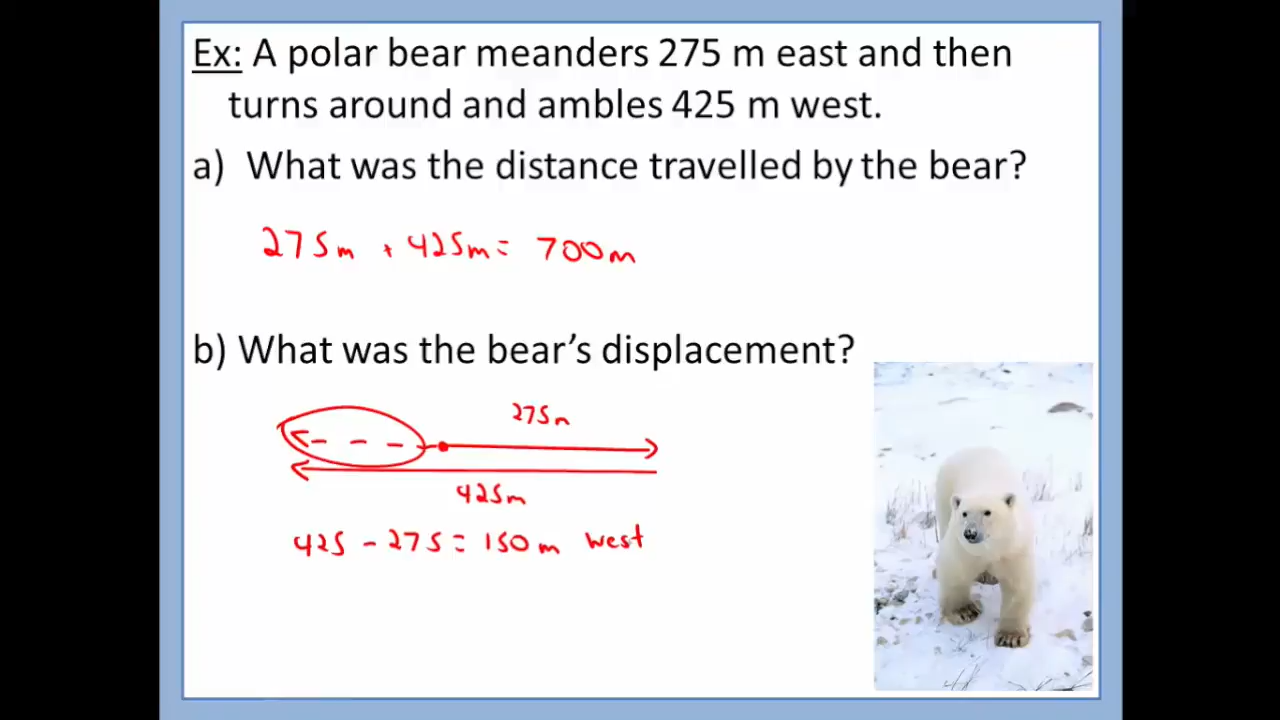 Ex: A polar bear meanders 275 m east and then
turns around and ambles 425 m west.
a) What was the distance travelled by the bear?
275m + 425m = 700m
b) What was the bear's displacement?
275m
425m
425 - 275 = 150m west